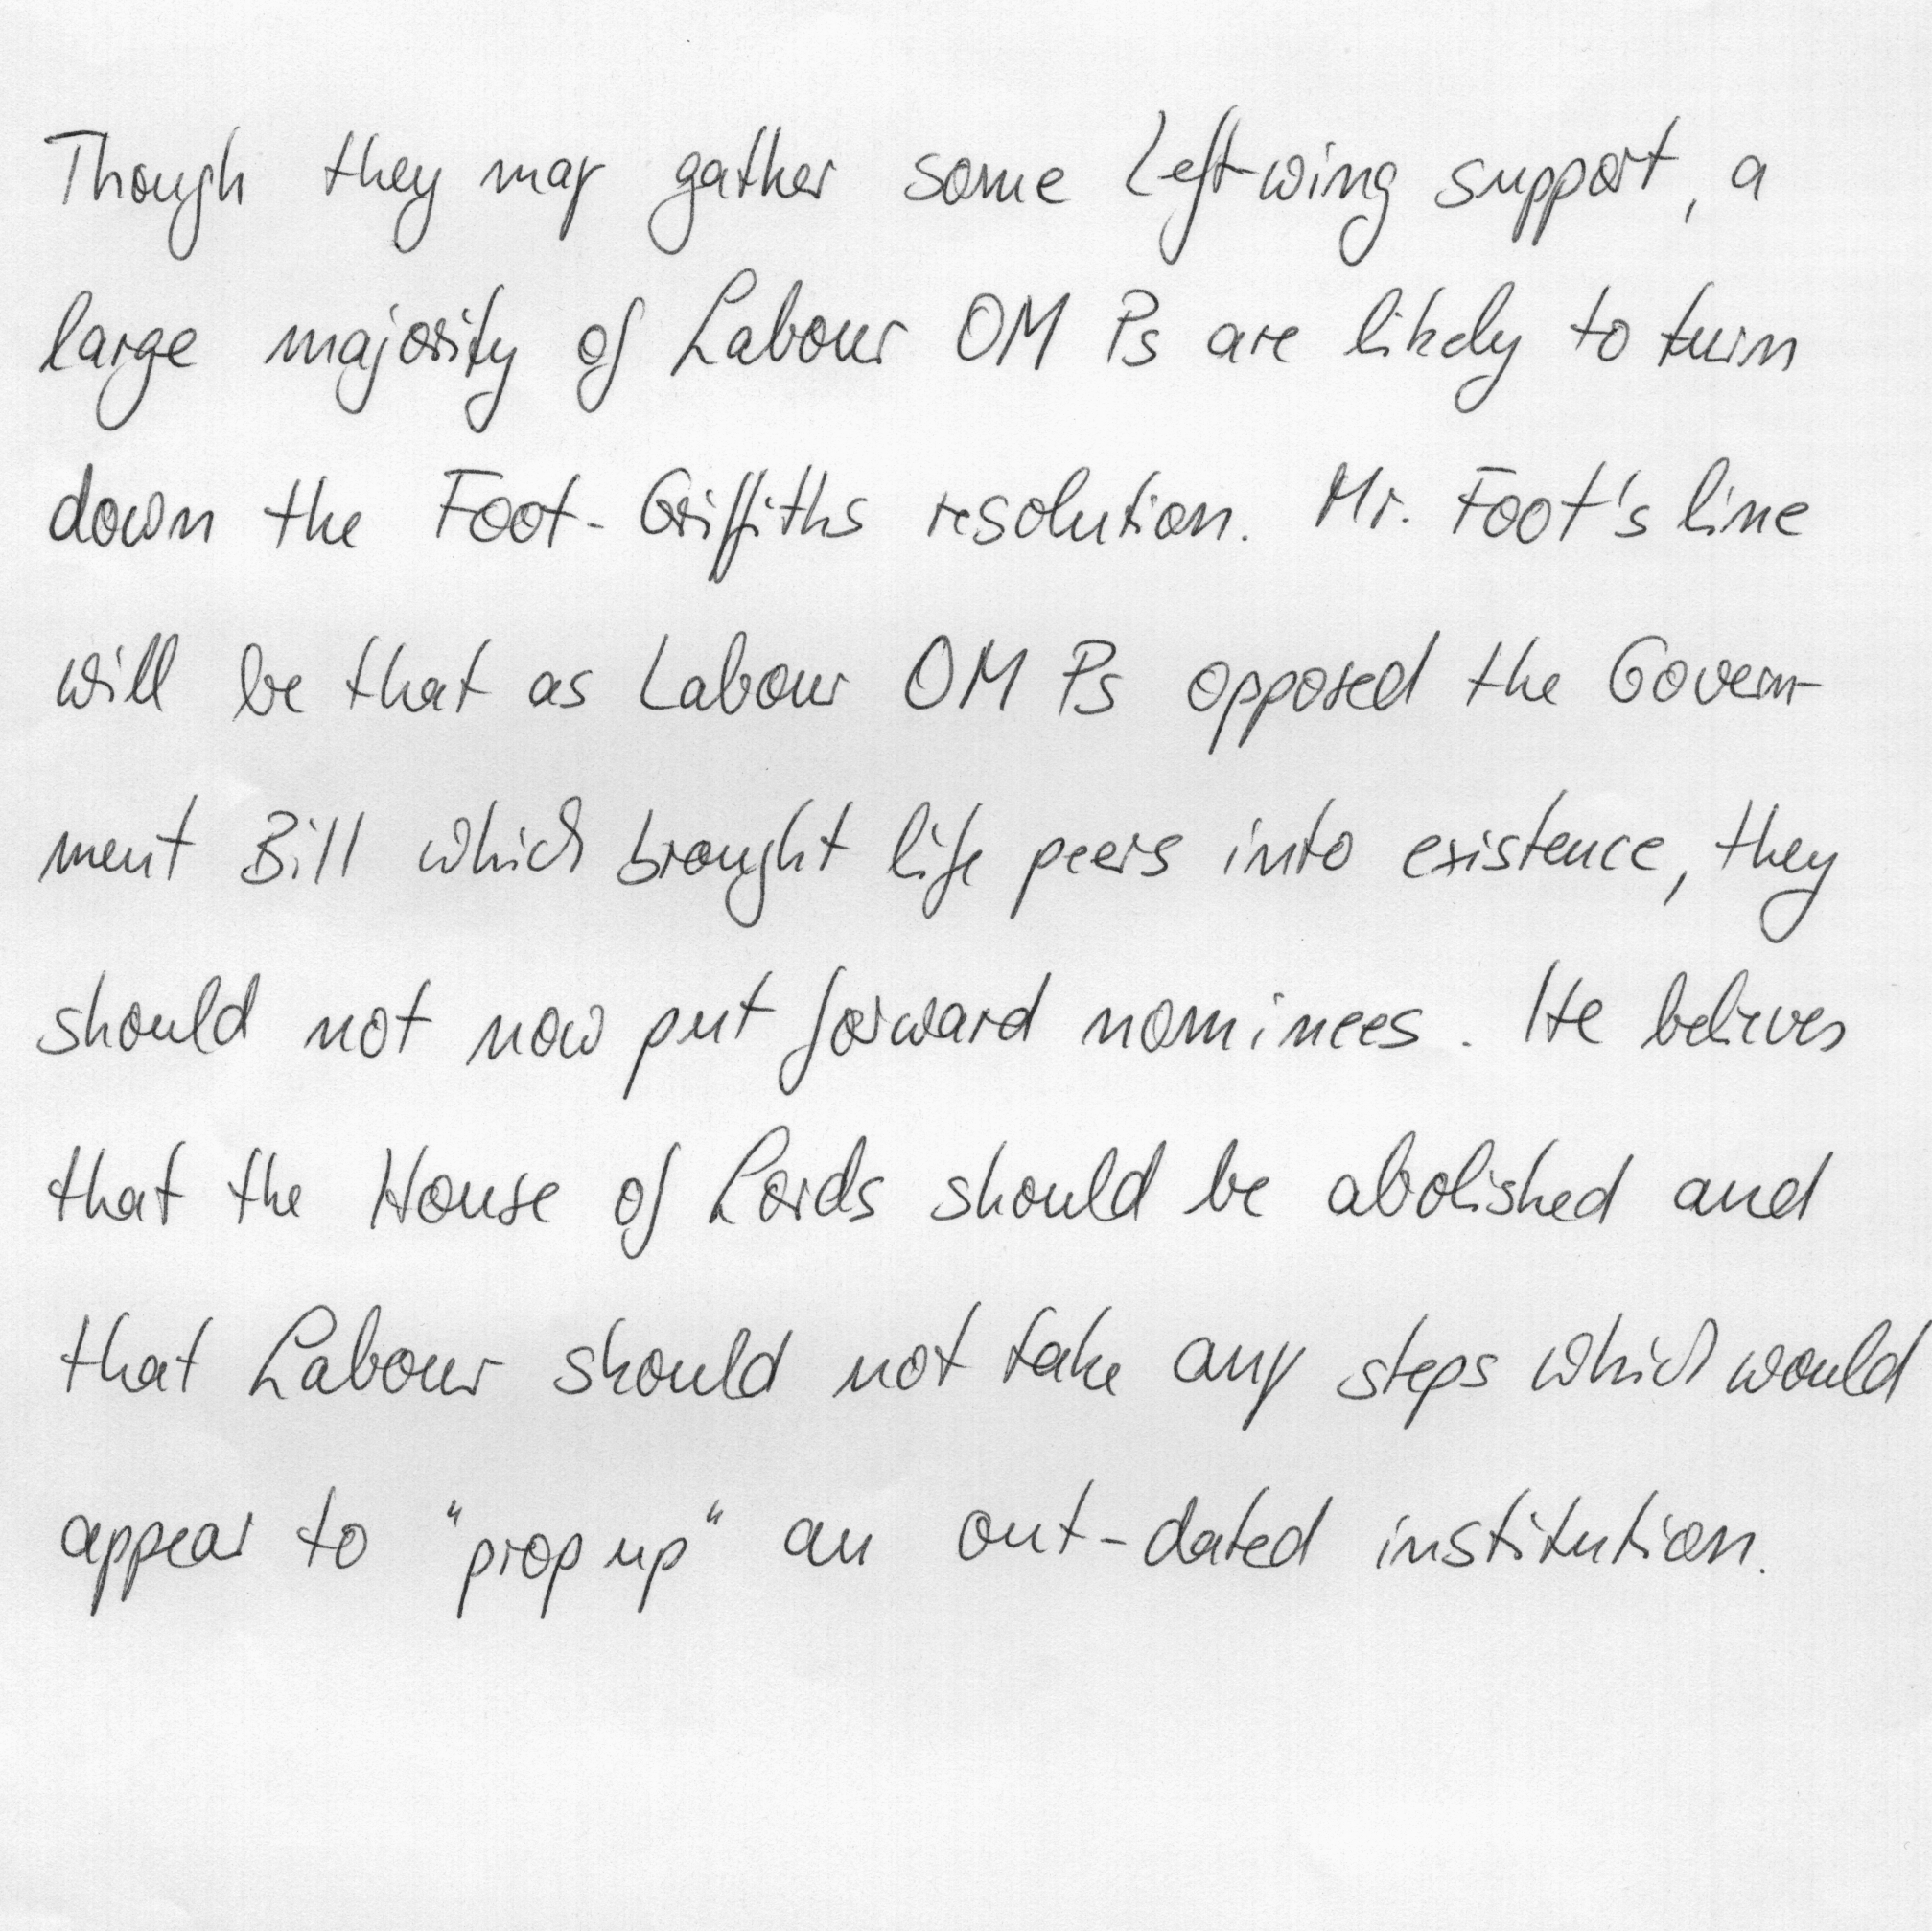 Though they may gather some Left-wing support, a
large majority of Labour OM Ps are likely to turn
down the Foot-Griffiths resolution. Mr. Foot's line
will be that as Labour OM Ps opposed the Govern-
ment Bill which brought life peers into existence, they
should not now put forward nominees. He believes
that the House of Lords should be abolished and
that Labour should not take any steps which would
appear to "prop up" an out-dated institution.